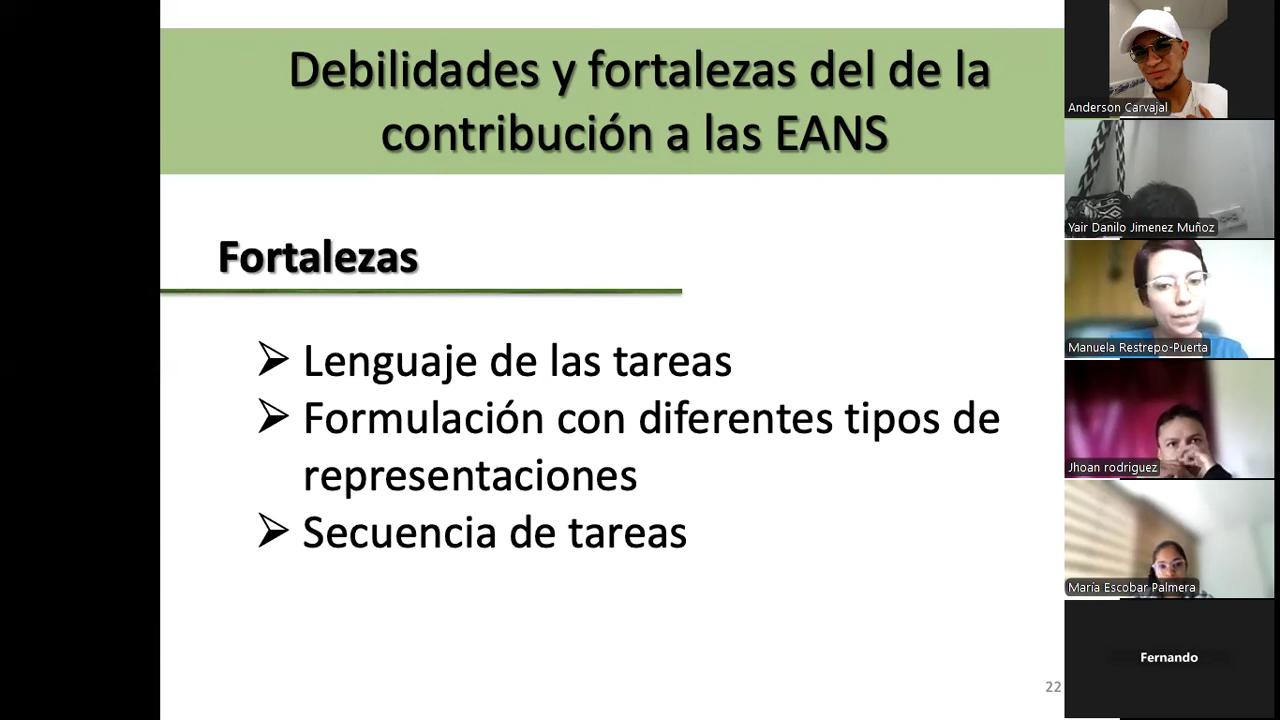 Debilidades y fortalezas del de la
contribución a las EANS
Fortalezas
➢ Lenguaje de las tareas
➢ Formulación con diferentes tipos de
representaciones
➢ Secuencia de tareas
22
Anderson Carvajal
Yair Danilo Jimenez Muñoz
Manuela Restrepo-Puerta
Jhoan rodriguez
María Escobar Palmera
Fernando